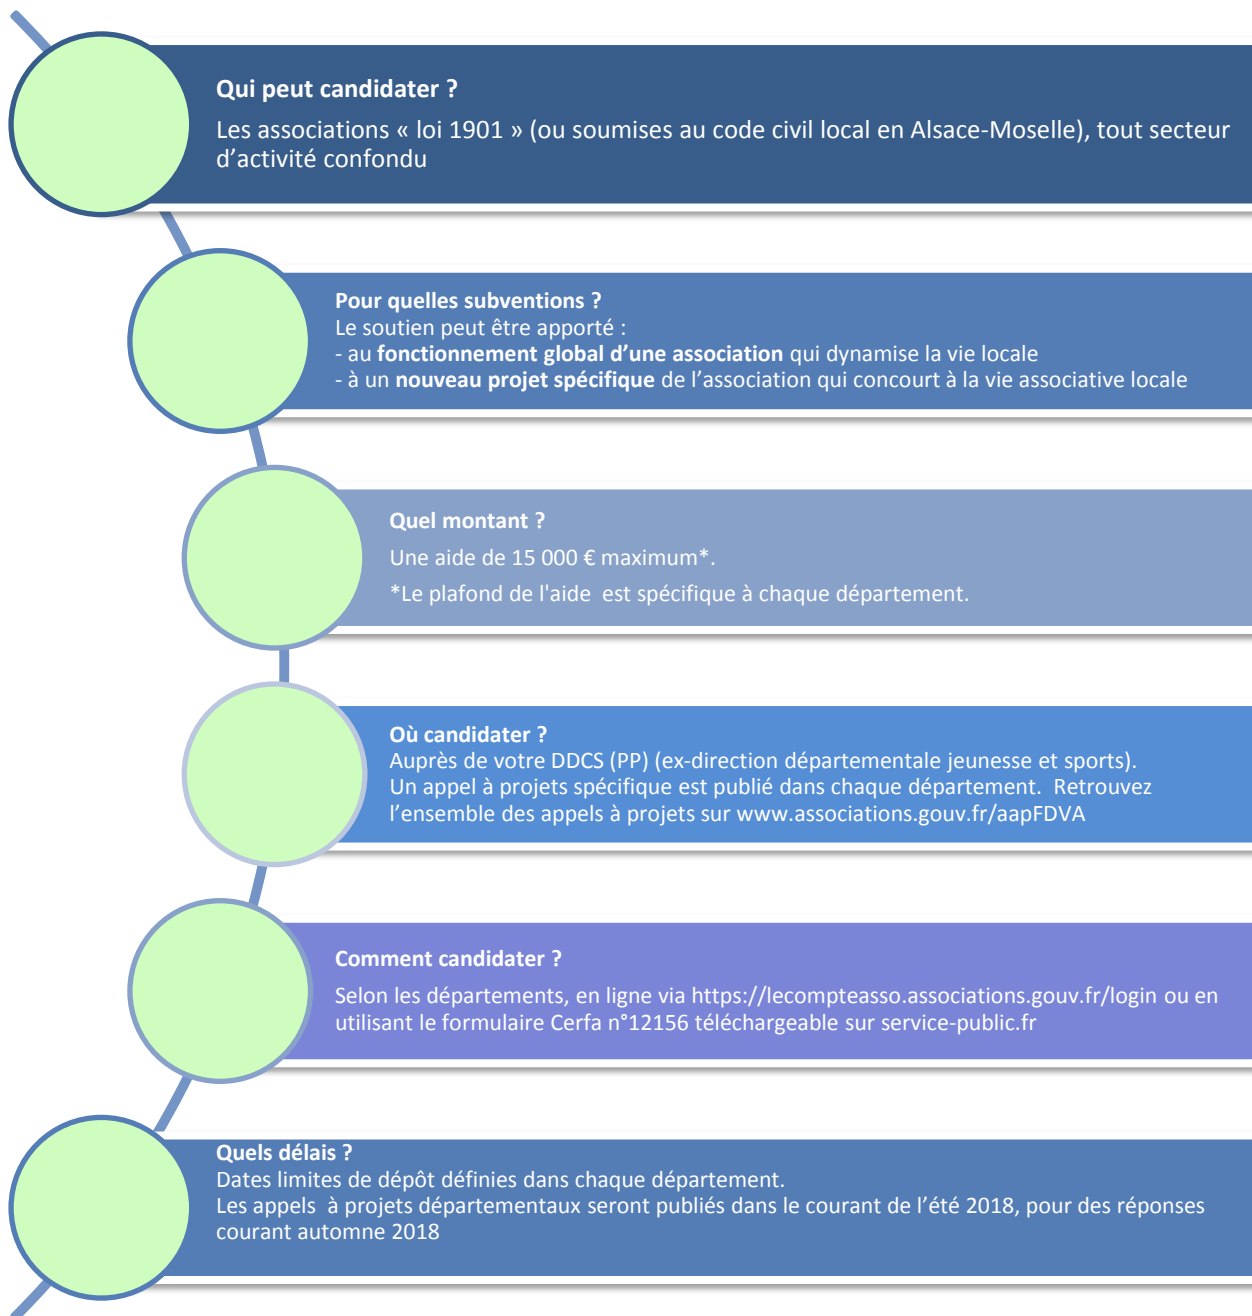 Qui peut candidater ?
Les associations « loi 1901 » (ou soumises au code civil local en Alsace-Moselle), tout secteur
d’activité confondu
Pour quelles subventions ?
Le soutien peut être apporté :
- au fonctionnement global d’une association qui dynamise la vie locale
- à un nouveau projet spécifique de l’association qui concourt à la vie associative locale
Quel montant ?
Une aide de 15 000 € maximum*.
*Le plafond de l'aide  est spécifique à chaque département.
Où candidater ?
Auprès de votre DDCS (PP) (ex-direction départementale jeunesse et sports).
Un appel à projets spécifique est publié dans chaque département.  Retrouvez
l’ensemble des appels à projets sur www.associations.gouv.fr/aapFDVA
Comment candidater ?
Selon les départements, en ligne via https://lecompteasso.associations.gouv.fr/login ou en
utilisant le formulaire Cerfa n°12156 téléchargeable sur service-public.fr
Quels délais ?
Dates limites de dépôt définies dans chaque département.
Les appels  à projets départementaux seront publiés dans le courant de l’été 2018, pour des réponses
courant automne 2018